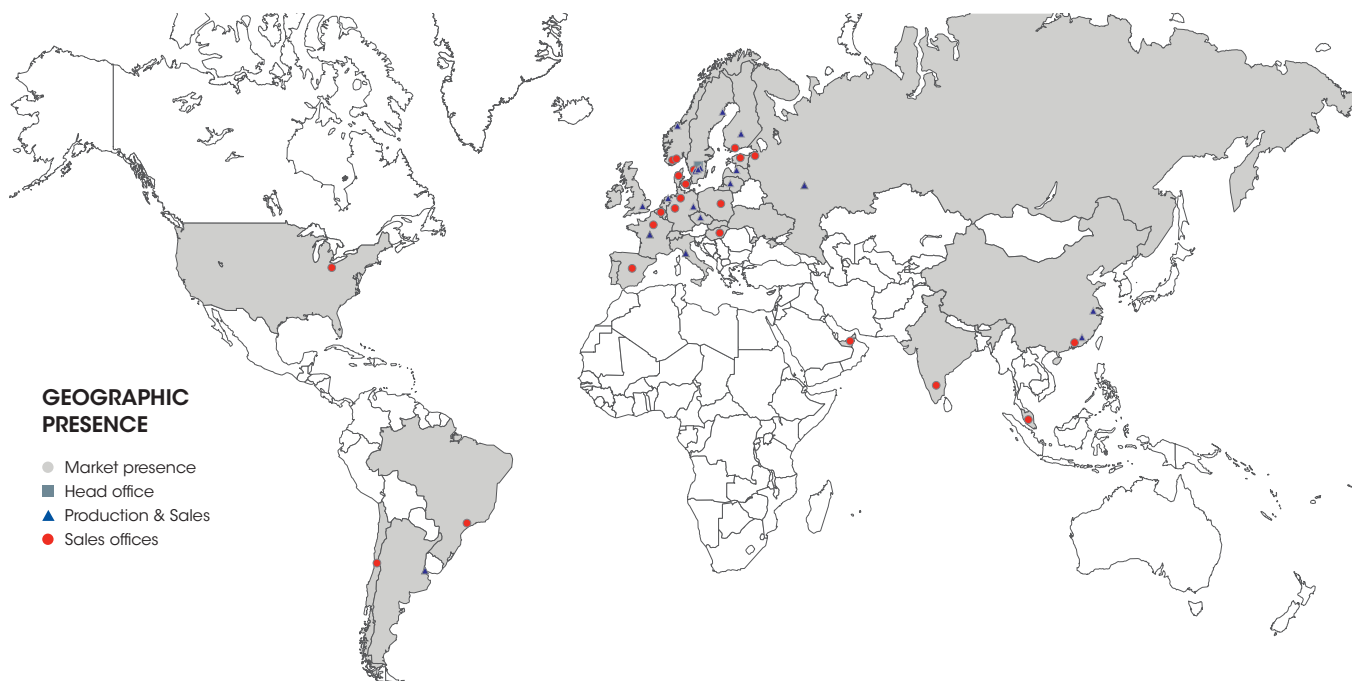 GEOGRAPHIC
PRESENCE
Market presence
Head office
Production & Sales
Sales offices